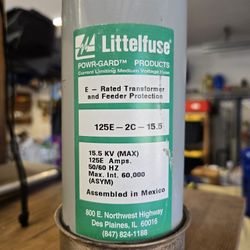 Littelfuse
POWR-GARD™ PRODUCTS
Current Limiting Medium Voltage Fuses
E - Rated Transformer
and Feeder Protection
125E-2C-15.5
15.5 KV (MAX)
125E Amps.
50/60 HZ
Max. Int. 60,000
(ASYM)
Assembled in Mexico
800 E. Northwest Highway
Des Plaines, IL 60016
(847) 824-1188